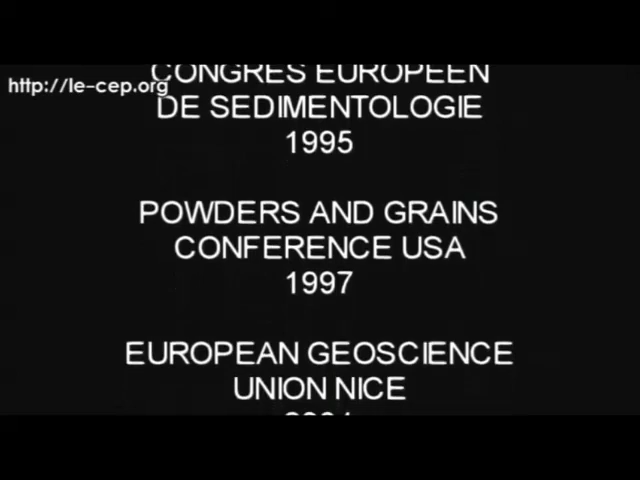 http://le-cep.org
CONGRES EUROPEEN
DE SEDIMENTOLOGIE
1995
POWDERS AND GRAINS
CONFERENCE USA
1997
EUROPEAN GEOSCIENCE
UNION NICE